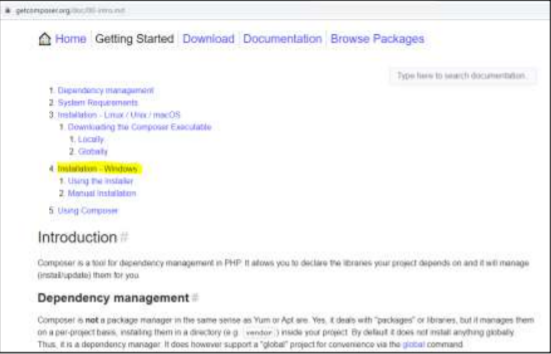 getcomposer.org/doc/00-intro.md
Home Getting Started Download Documentation Browse Packages
Type here to search documentation.
1. Dependency management
2. System Requirements
3. Installation - Linux / Unix / macOS
1. Downloading the Composer Executable
1. Locally
2. Globally
4. Installation - Windows
1. Using the Installer
2. Manual Installation
5. Using Composer
Introduction #
Composer is a tool for dependency management in PHP. It allows you to declare the libraries your project depends on and it will manage
(install/update) them for you.
Dependency management #
Composer is not a package manager in the same sense as Yum or Apt are. Yes, it deals with "packages" or libraries, but it manages them
on a per-project basis, installing them in a directory (e.g. vendor ) inside your project. By default it does not install anything globally.
Thus, it is a dependency manager. It does however support a "global" project for convenience via the global command.